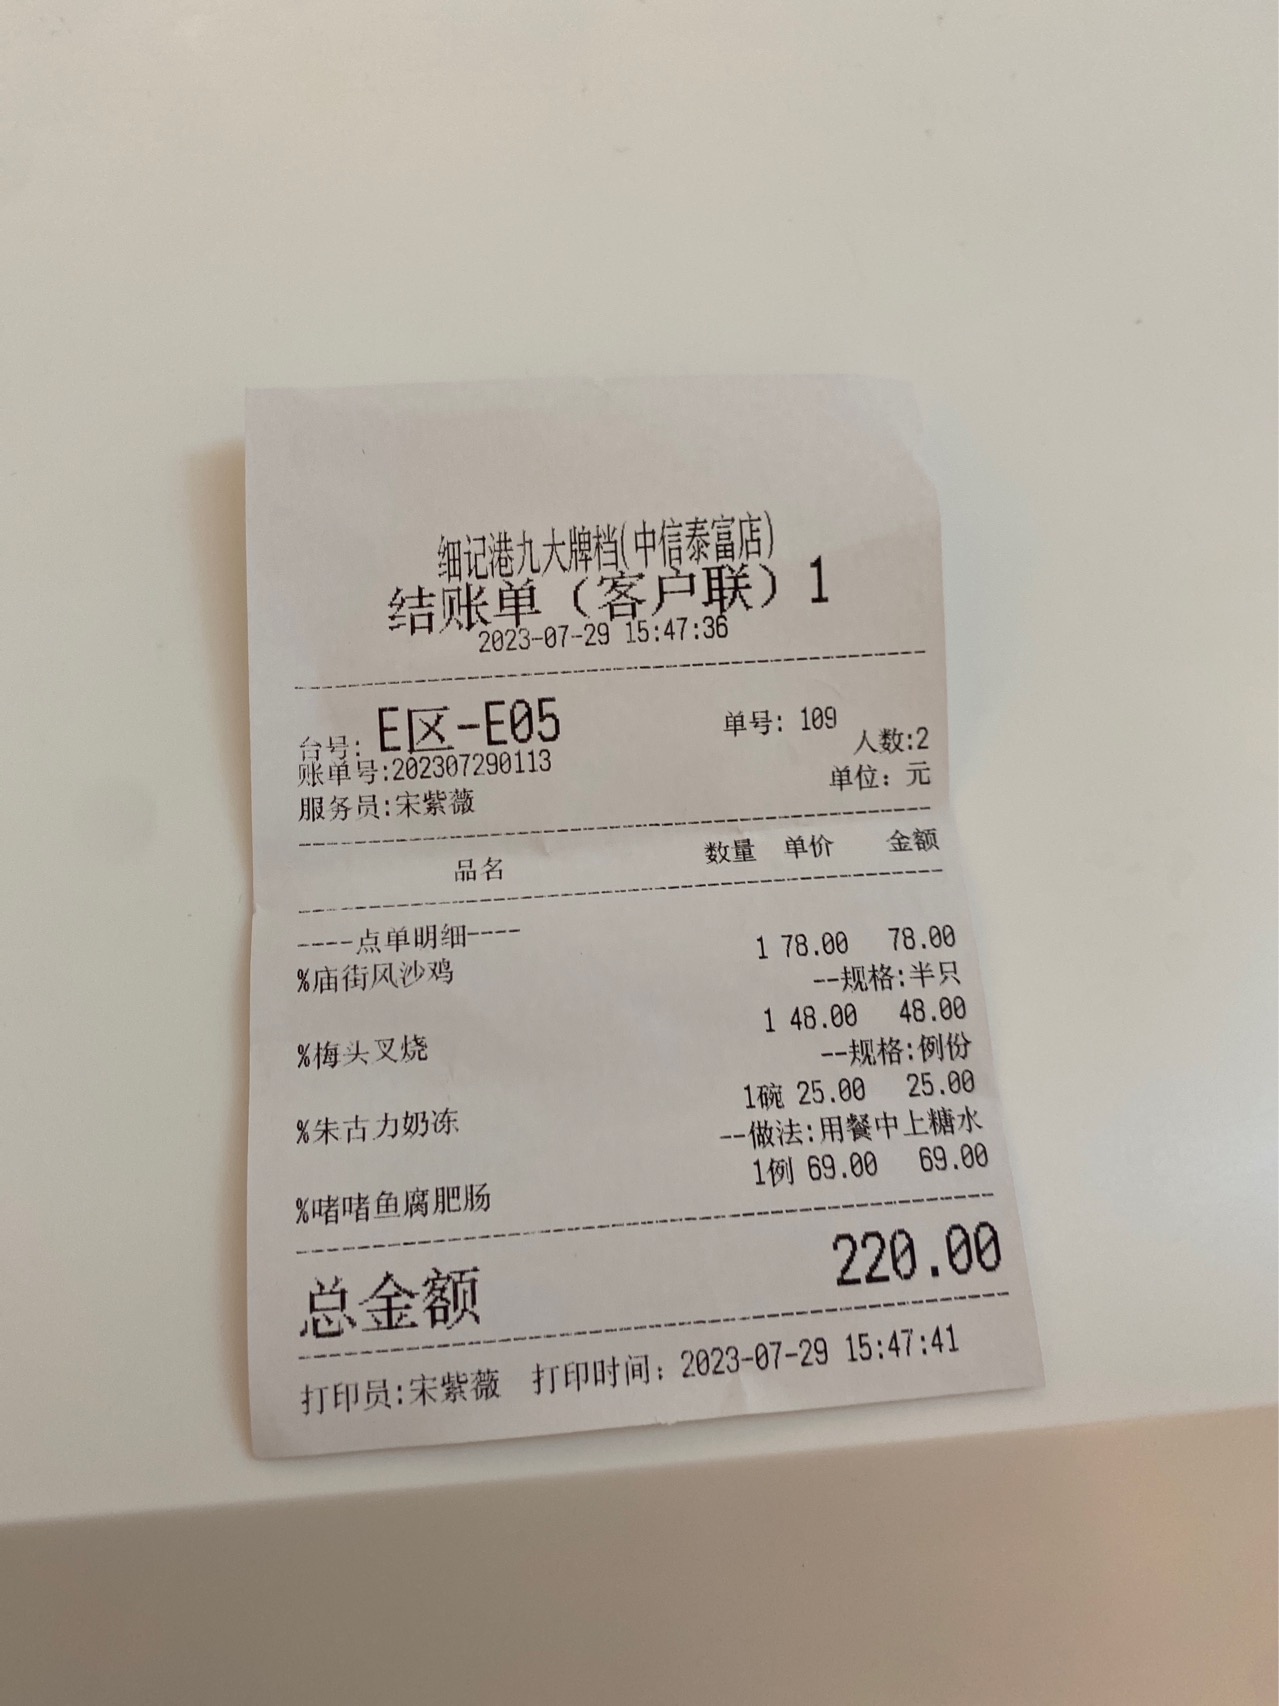 细记港九大牌档(中信泰富店)
结账单（客户联）1
2023-07-29 15:47:36
台号: E区-E05 单号: 109
账单号:202307290113 人数:2
服务员:宋紫薇 单位: 元
品名 数量 单价 金额
----点单明细----
%庙街风沙鸡 1 78.00 78.00
--规格:半只
%梅头叉烧 1 48.00 48.00
--规格:例份
%朱古力奶冻 1碗 25.00 25.00
--做法:用餐中上糖水
%啫啫鱼腐肥肠 1例 69.00 69.00
总金额 220.00
打印员:宋紫薇 打印时间: 2023-07-29 15:47:41